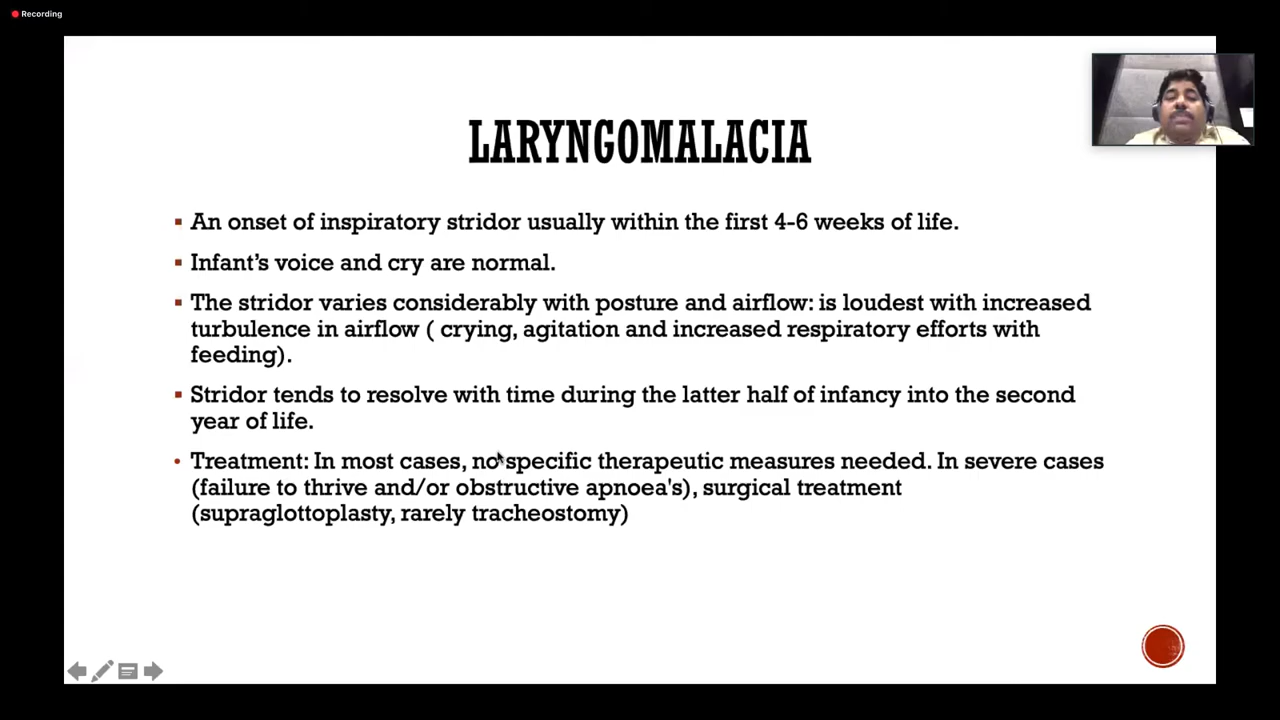 Recording
LARYNGOMALACIA
An onset of inspiratory stridor usually within the first 4-6 weeks of life.
Infant's voice and cry are normal.
The stridor varies considerably with posture and airflow: is loudest with increased
turbulence in airflow ( crying, agitation and increased respiratory efforts with
feeding).
Stridor tends to resolve with time during the latter half of infancy into the second
year of life.
Treatment: In most cases, no specific therapeutic measures needed. In severe cases
(failure to thrive and/or obstructive apnoea's), surgical treatment
(supraglottoplasty, rarely tracheostomy)